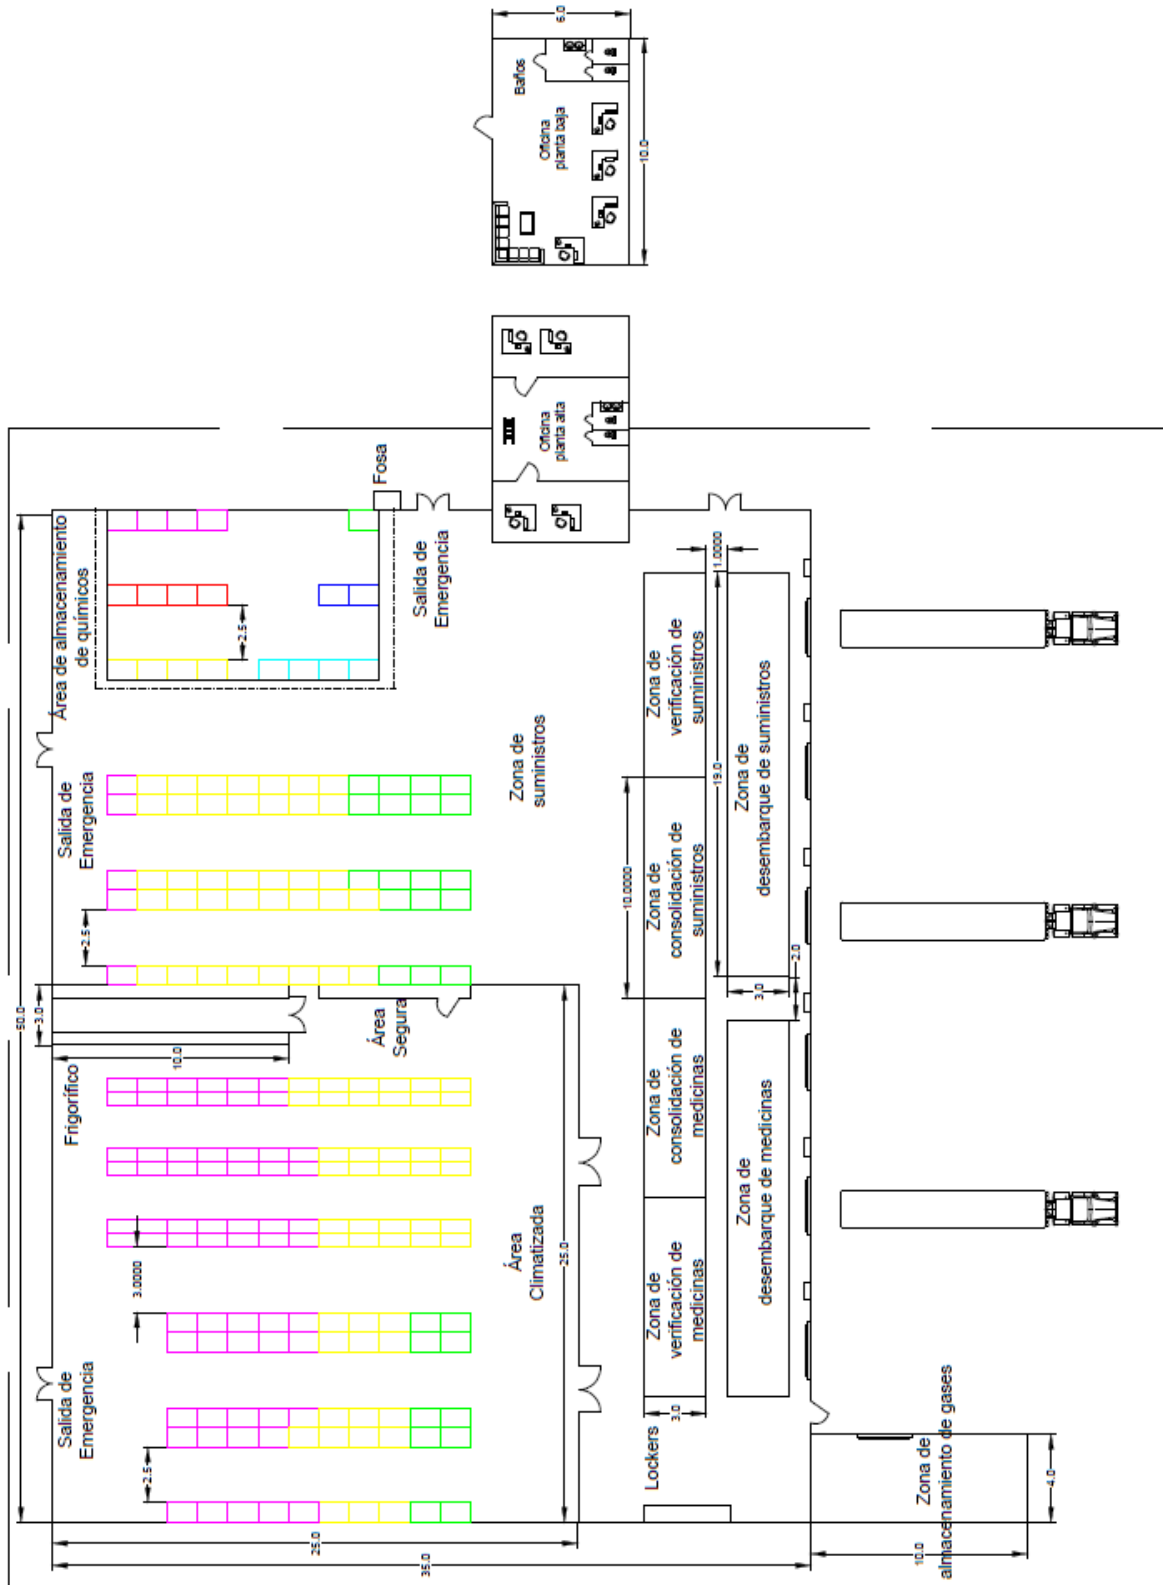 6.0
Baños
Oficina
planta baja
10.0
Oficina
planta alta
Fosa
50.0
3.0
Área de almacenamiento
de químicos
2.5
Salida de
Emergencia
Salida de
Emergencia
Zona de
suministros
2.5
10.0
Frigorífico
Área
Segura
3.0000
Área
Climatizada
25.0
Salida de
Emergencia
2.5
25.0
35.0
1.0000
Zona de
verificación de
suministros
19.0
Zona de
desembarque de suministros
10.0000
Zona de
consolidación de
suministros
2.0
3.0
Zona de
consolidación de
medicinas
Zona de
desembarque de medicinas
Zona de
verificación de
medicinas
3.0
Lockers
Zona de
almacenamiento de gases
4.0
10.0